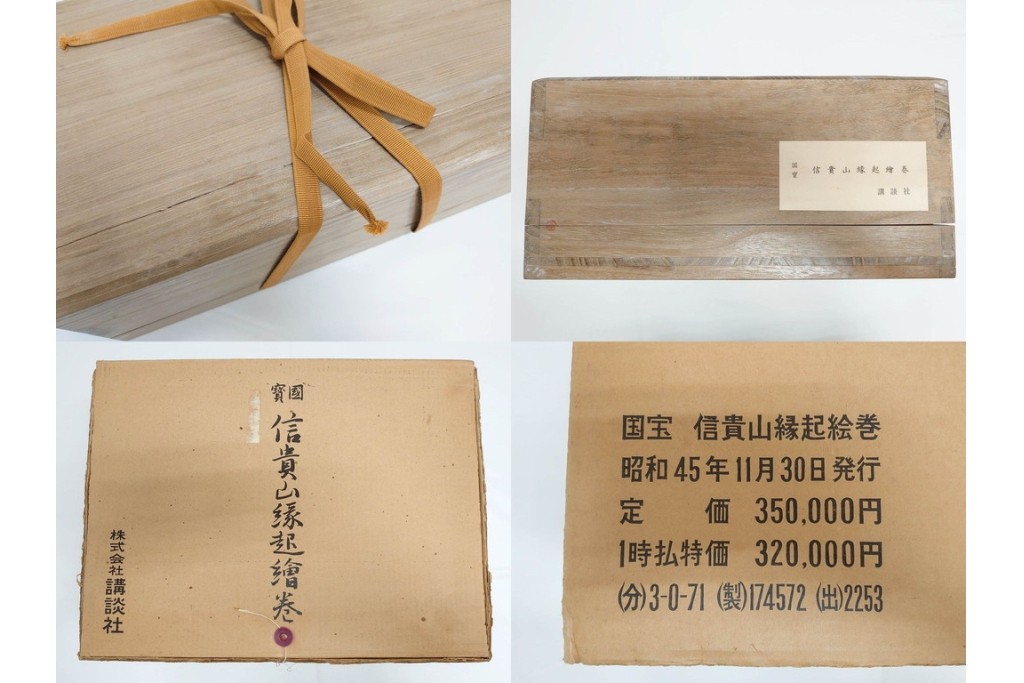 国寶
信貴山縁起繪巻
講談社
國寶
信貴山縁起繪巻
株式会社 講談社
国宝 信貴山縁起絵巻
昭和45年11月30日発行
定 価 350,000円
1時払特価 320,000円
(分)3-0-71 (製)174572 (出)2253